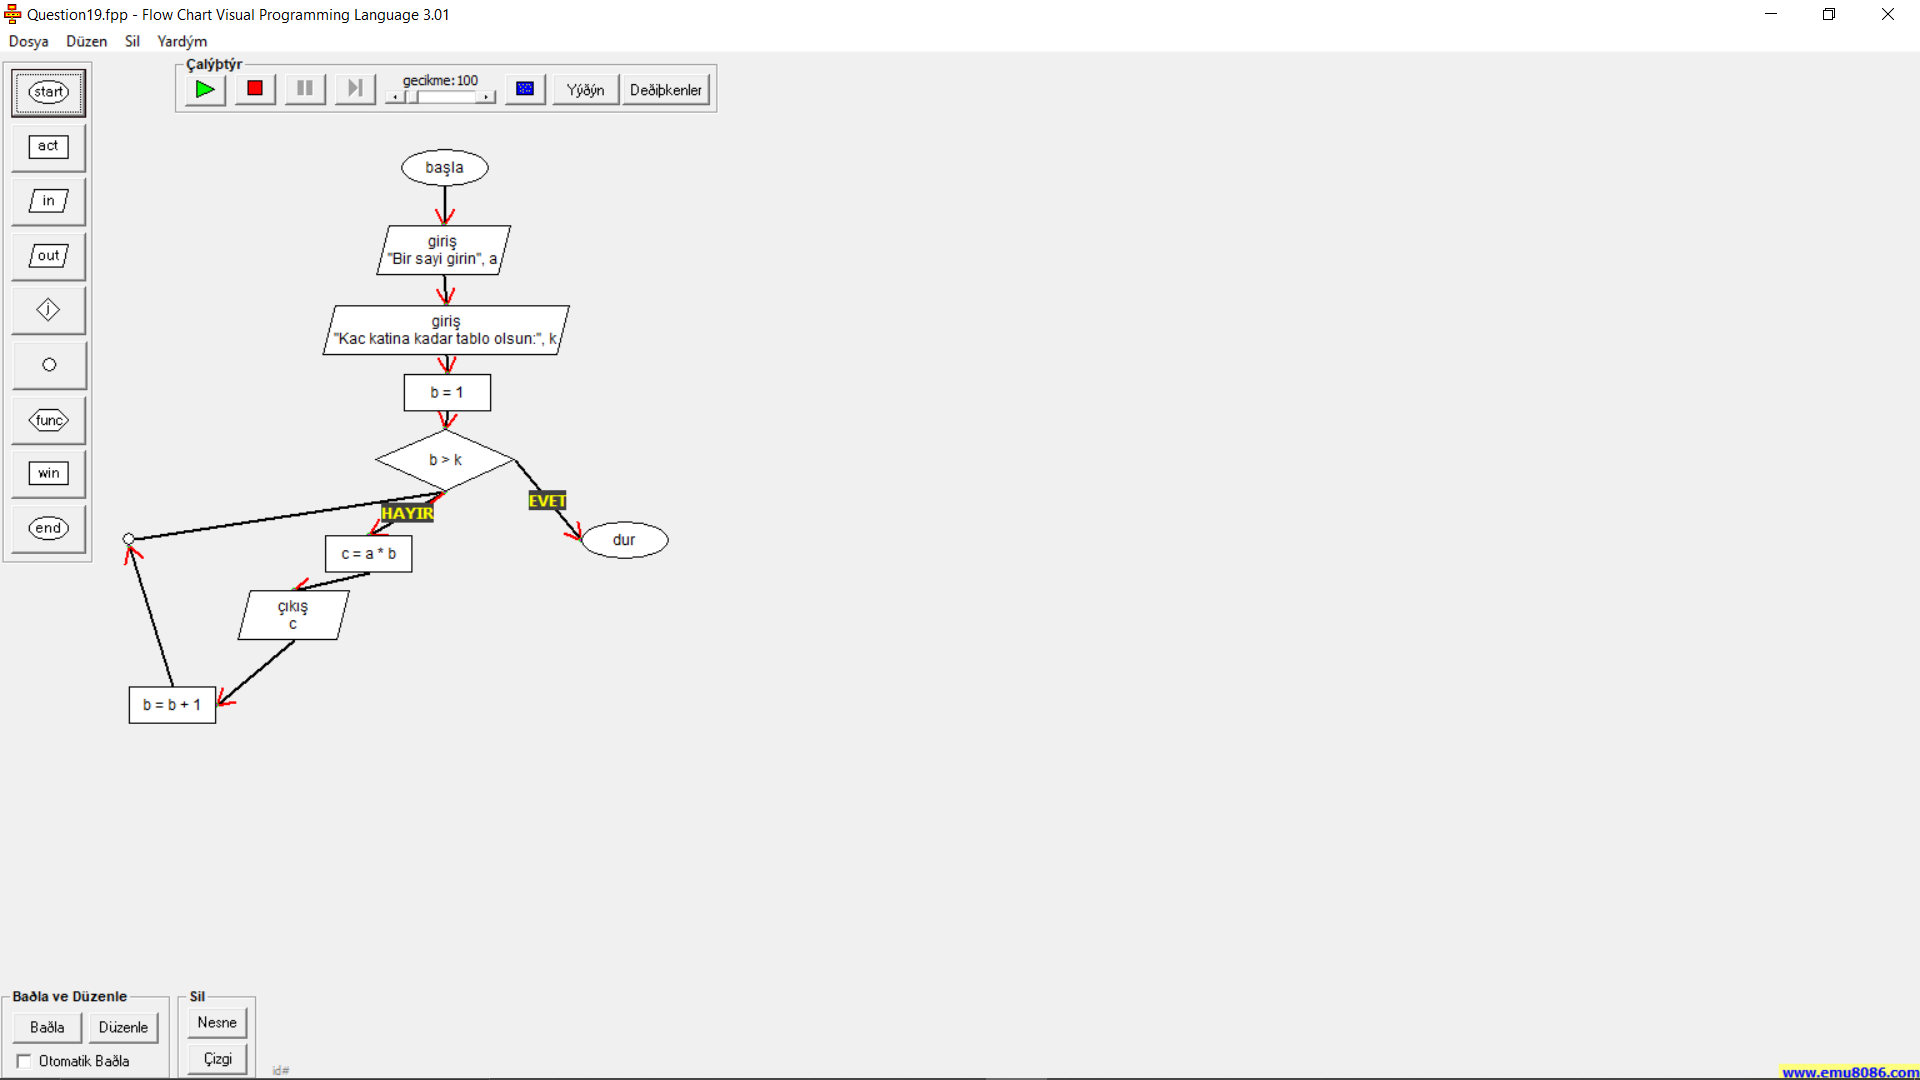 Question19.fpp - Flow Chart Visual Programming Language 3.01
Dosya Düzen Sil Yardým
Çalýþtýr
gecikme:100
Yýðýn
Deðiþkenler
start
act
in
out
j
func
win
end
başla
giriş
"Bir sayi girin", a
giriş
"Kac katina kadar tablo olsun:", k
b = 1
b > k
HAYIR
EVET
c = a * b
dur
çıkış
c
b = b + 1
Baðla ve Düzenle
Baðla
Düzenle
Otomatik Baðla
Sil
Nesne
Çizgi
id#
www.emu8086.com